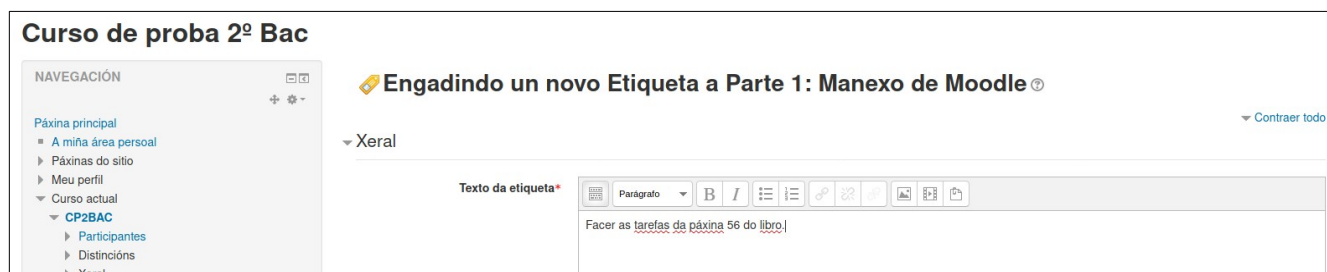 Curso de proba 2º Bac
NAVEGACIÓN
Páxina principal
A miña área persoal
Páxinas do sitio
Meu perfil
Curso actual
CP2BAC
Participantes
Distincións
Xeral
Engadindo un novo Etiqueta a Parte 1: Manexo de Moodle
Contraer todo
Xeral
Texto da etiqueta*
Parágrafo B I
Facer as tarefas da páxina 56 do libro.